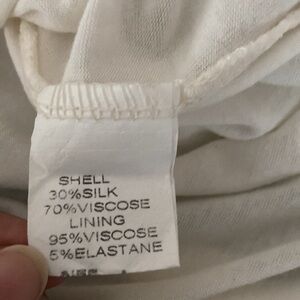 SHELL
30%SILK
70%VISCOSE
LINING
95%VISCOSE
5%ELASTANE